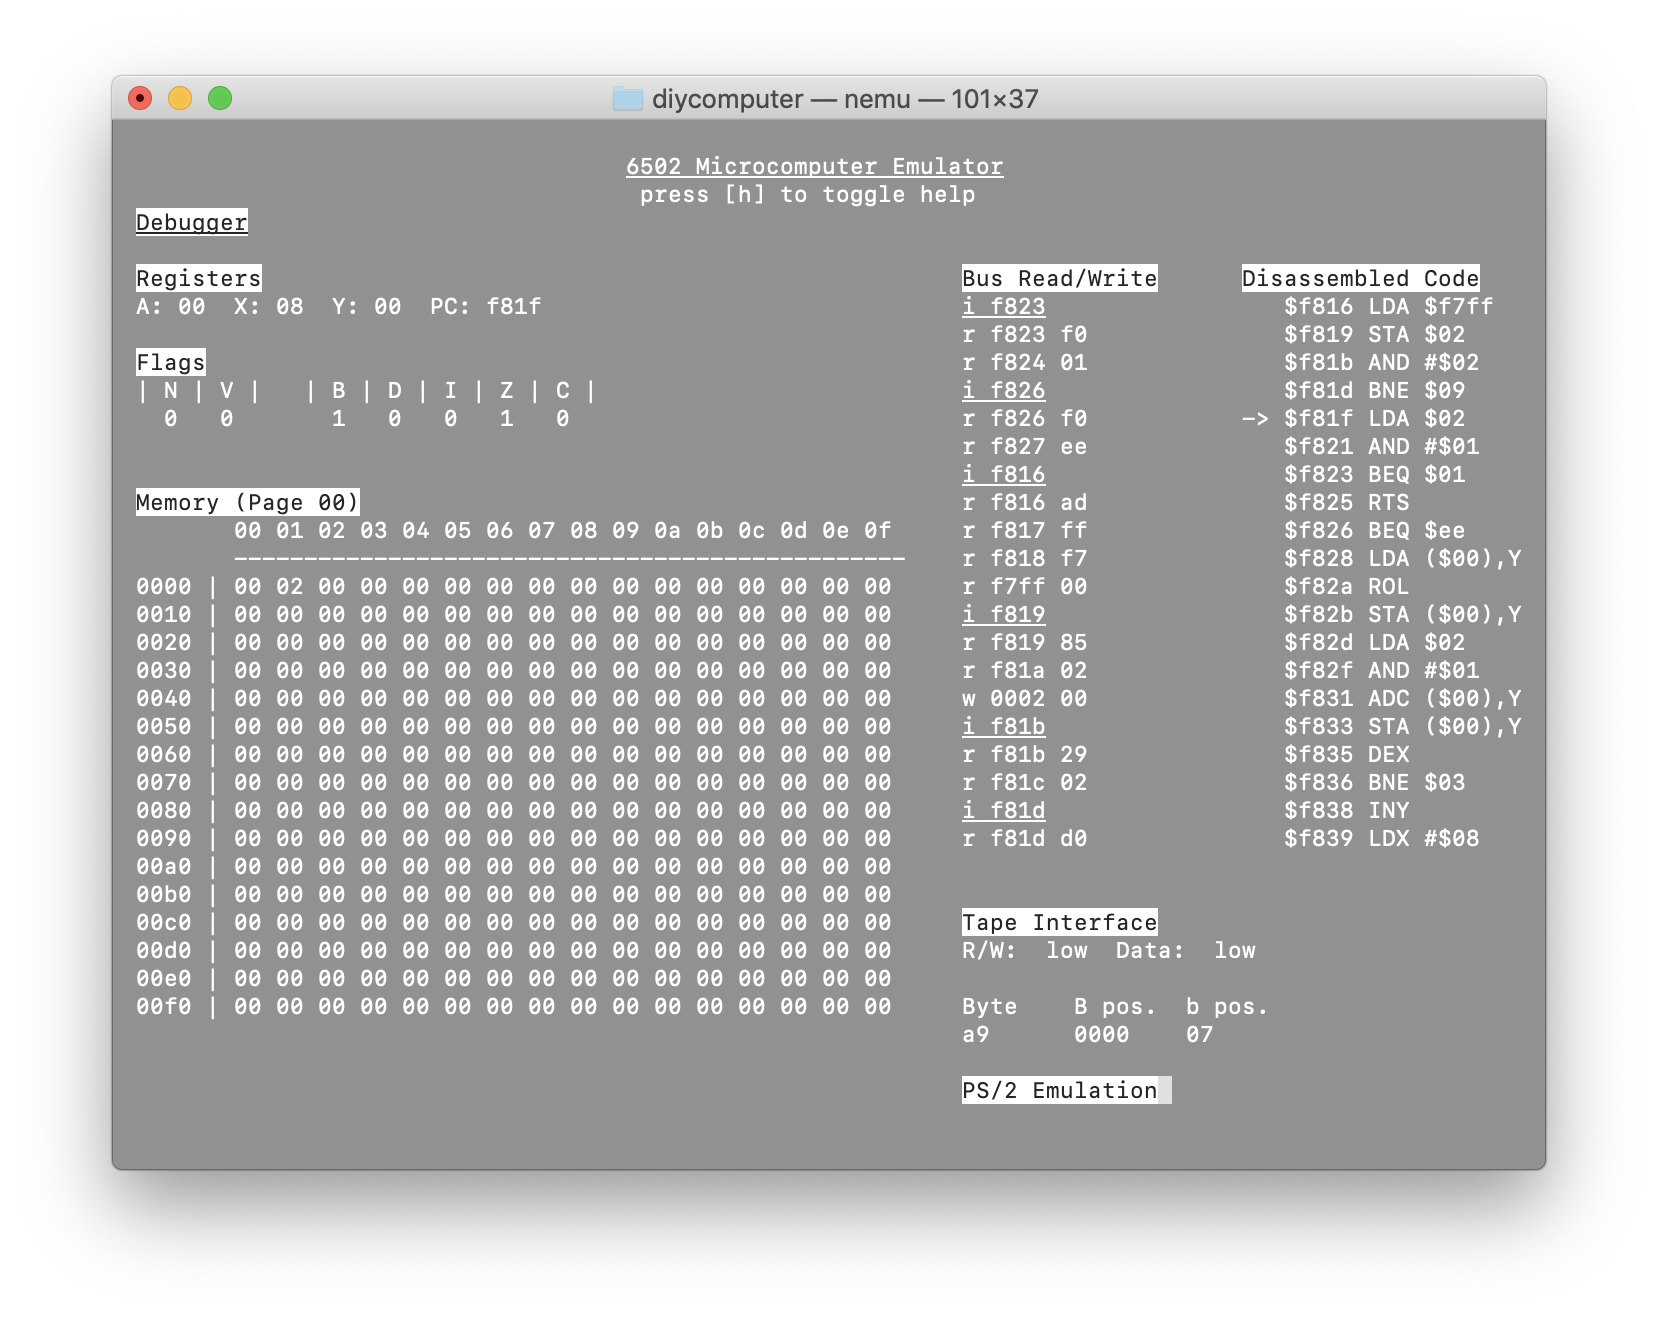 diycomputer — nemu — 101×37
6502 Microcomputer Emulator
press [h] to toggle help
Debugger
Registers
A: 00  X: 08  Y: 00  PC: f81f
Flags
| N | V |   | B | D | I | Z | C |
0   0       1   0   0   1   0
Memory (Page 00)
00 01 02 03 04 05 06 07 08 09 0a 0b 0c 0d 0e 0f
0000 | 00 02 00 00 00 00 00 00 00 00 00 00 00 00 00 00
0010 | 00 00 00 00 00 00 00 00 00 00 00 00 00 00 00 00
0020 | 00 00 00 00 00 00 00 00 00 00 00 00 00 00 00 00
0030 | 00 00 00 00 00 00 00 00 00 00 00 00 00 00 00 00
0040 | 00 00 00 00 00 00 00 00 00 00 00 00 00 00 00 00
0050 | 00 00 00 00 00 00 00 00 00 00 00 00 00 00 00 00
0060 | 00 00 00 00 00 00 00 00 00 00 00 00 00 00 00 00
0070 | 00 00 00 00 00 00 00 00 00 00 00 00 00 00 00 00
0080 | 00 00 00 00 00 00 00 00 00 00 00 00 00 00 00 00
0090 | 00 00 00 00 00 00 00 00 00 00 00 00 00 00 00 00
00a0 | 00 00 00 00 00 00 00 00 00 00 00 00 00 00 00 00
00b0 | 00 00 00 00 00 00 00 00 00 00 00 00 00 00 00 00
00c0 | 00 00 00 00 00 00 00 00 00 00 00 00 00 00 00 00
00d0 | 00 00 00 00 00 00 00 00 00 00 00 00 00 00 00 00
00e0 | 00 00 00 00 00 00 00 00 00 00 00 00 00 00 00 00
00f0 | 00 00 00 00 00 00 00 00 00 00 00 00 00 00 00 00
Bus Read/Write
i f823
r f823 f0
r f824 01
i f826
r f826 f0
r f827 ee
i f816
r f816 ad
r f817 ff
r f818 f7
r f7ff 00
i f819
r f819 85
r f81a 02
w 0002 00
i f81b
r f81b 29
r f81c 02
i f81d
r f81d d0
Disassembled Code
$f816 LDA $f7ff
$f819 STA $02
$f81b AND #$02
$f81d BNE $09
—> $f81f LDA $02
$f821 AND #$01
$f823 BEQ $01
$f825 RTS
$f826 BEQ $ee
$f828 LDA ($00),Y
$f82a ROL
$f82b STA ($00),Y
$f82d LDA $02
$f82f AND #$01
$f831 ADC ($00),Y
$f833 STA ($00),Y
$f835 DEX
$f836 BNE $03
$f838 INY
$f839 LDX #$08
Tape Interface
R/W:  low  Data:  low
Byte    B pos.  b pos.
a9      0000    07
PS/2 Emulation